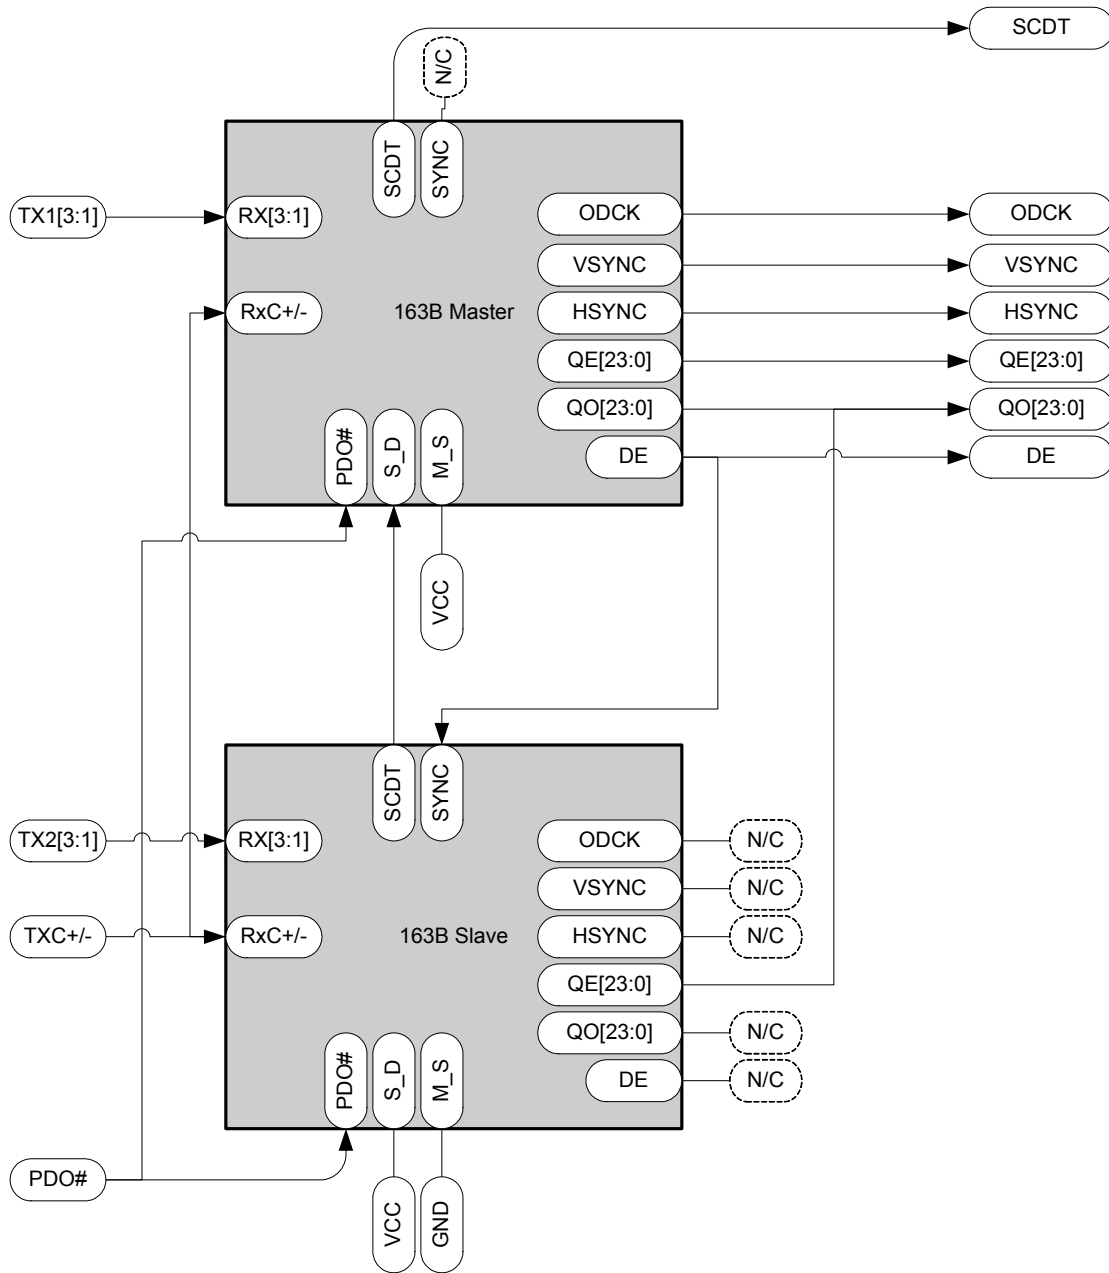 SCDT
N/C
SCDT
SYNC
TX1[3:1]
RX[3:1]
ODCK
ODCK
VSYNC
VSYNC
RxC+/-
163B Master
HSYNC
HSYNC
QE[23:0]
QE[23:0]
QO[23:0]
QO[23:0]
DE
DE
PDO#
S_D
M_S
VCC
SCDT
SYNC
TX2[3:1]
RX[3:1]
ODCK
N/C
VSYNC
N/C
TXC+/-
RxC+/-
163B Slave
HSYNC
N/C
QE[23:0]
QO[23:0]
N/C
DE
N/C
PDO#
S_D
M_S
PDO#
VCC
GND